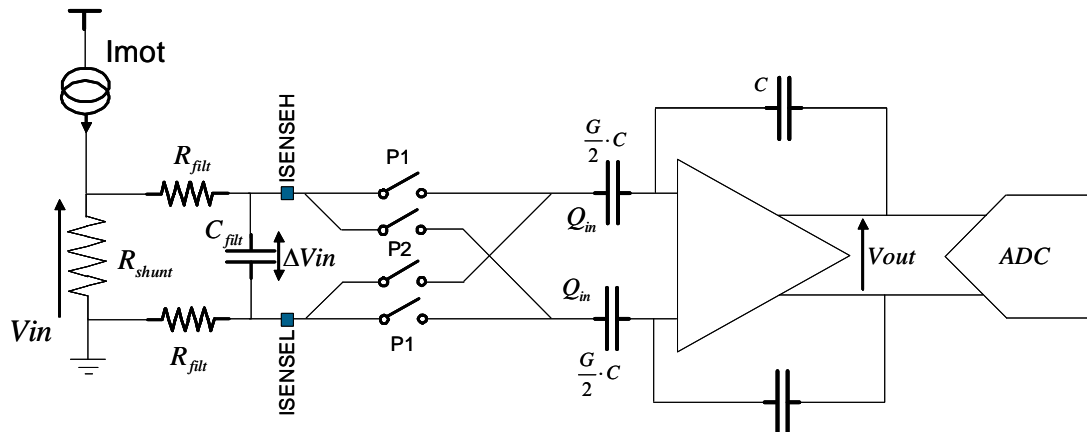 Imot
R_filt
ISENSEH
P1
G/2 · C
C
Q_in
C_filt
ΔVin
P2
R_shunt
Vin
Vout
ADC
Q_in
R_filt
ISENSEL
P1
G/2 · C